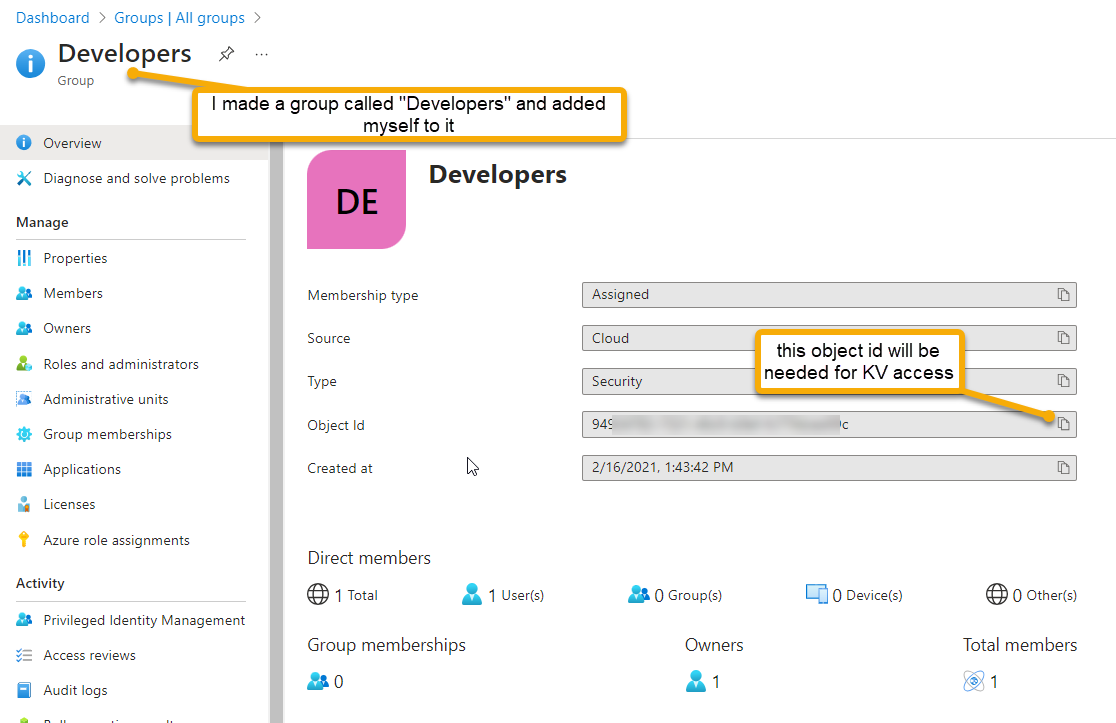 Dashboard > Groups | All groups >
Developers
Group
I made a group called "Developers" and added
myself to it
Overview
Diagnose and solve problems
Manage
Properties
Members
Owners
Roles and administrators
Administrative units
Group memberships
Applications
Licenses
Azure role assignments
Activity
Privileged Identity Management
Access reviews
Audit logs
DE
Developers
Membership type
Assigned
Source
Cloud
this object id will be
needed for KV access
Type
Security
Object Id
Created at
2/16/2021, 1:43:42 PM
Direct members
1 Total
1 User(s)
0 Group(s)
0 Device(s)
0 Other(s)
Group memberships
0
Owners
1
Total members
1